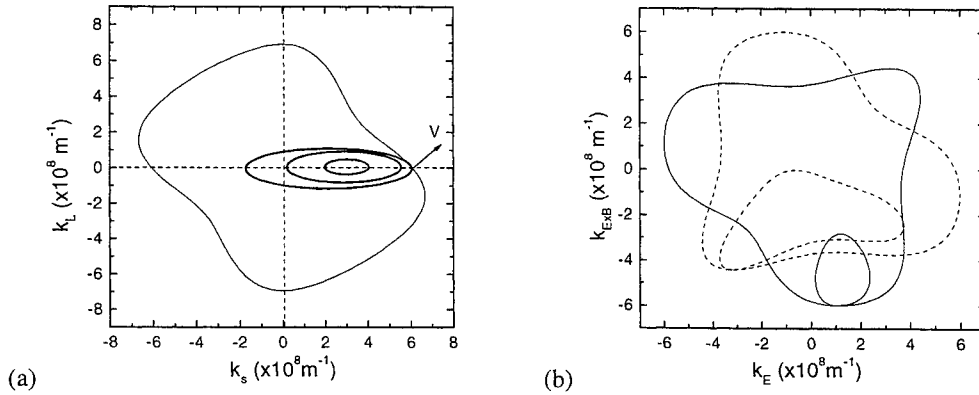 8
6
4
2
0
-2
-4
-6
-8
k_L (x10^8 m^-1)
-8 -6 -4 -2 0 2 4 6 8
k_s (x10^8 m^-1)
V
(a)
6
4
2
0
-2
-4
-6
k_ExB (x10^8 m^-1)
-6 -4 -2 0 2 4 6
k_E (x10^8 m^-1)
(b)